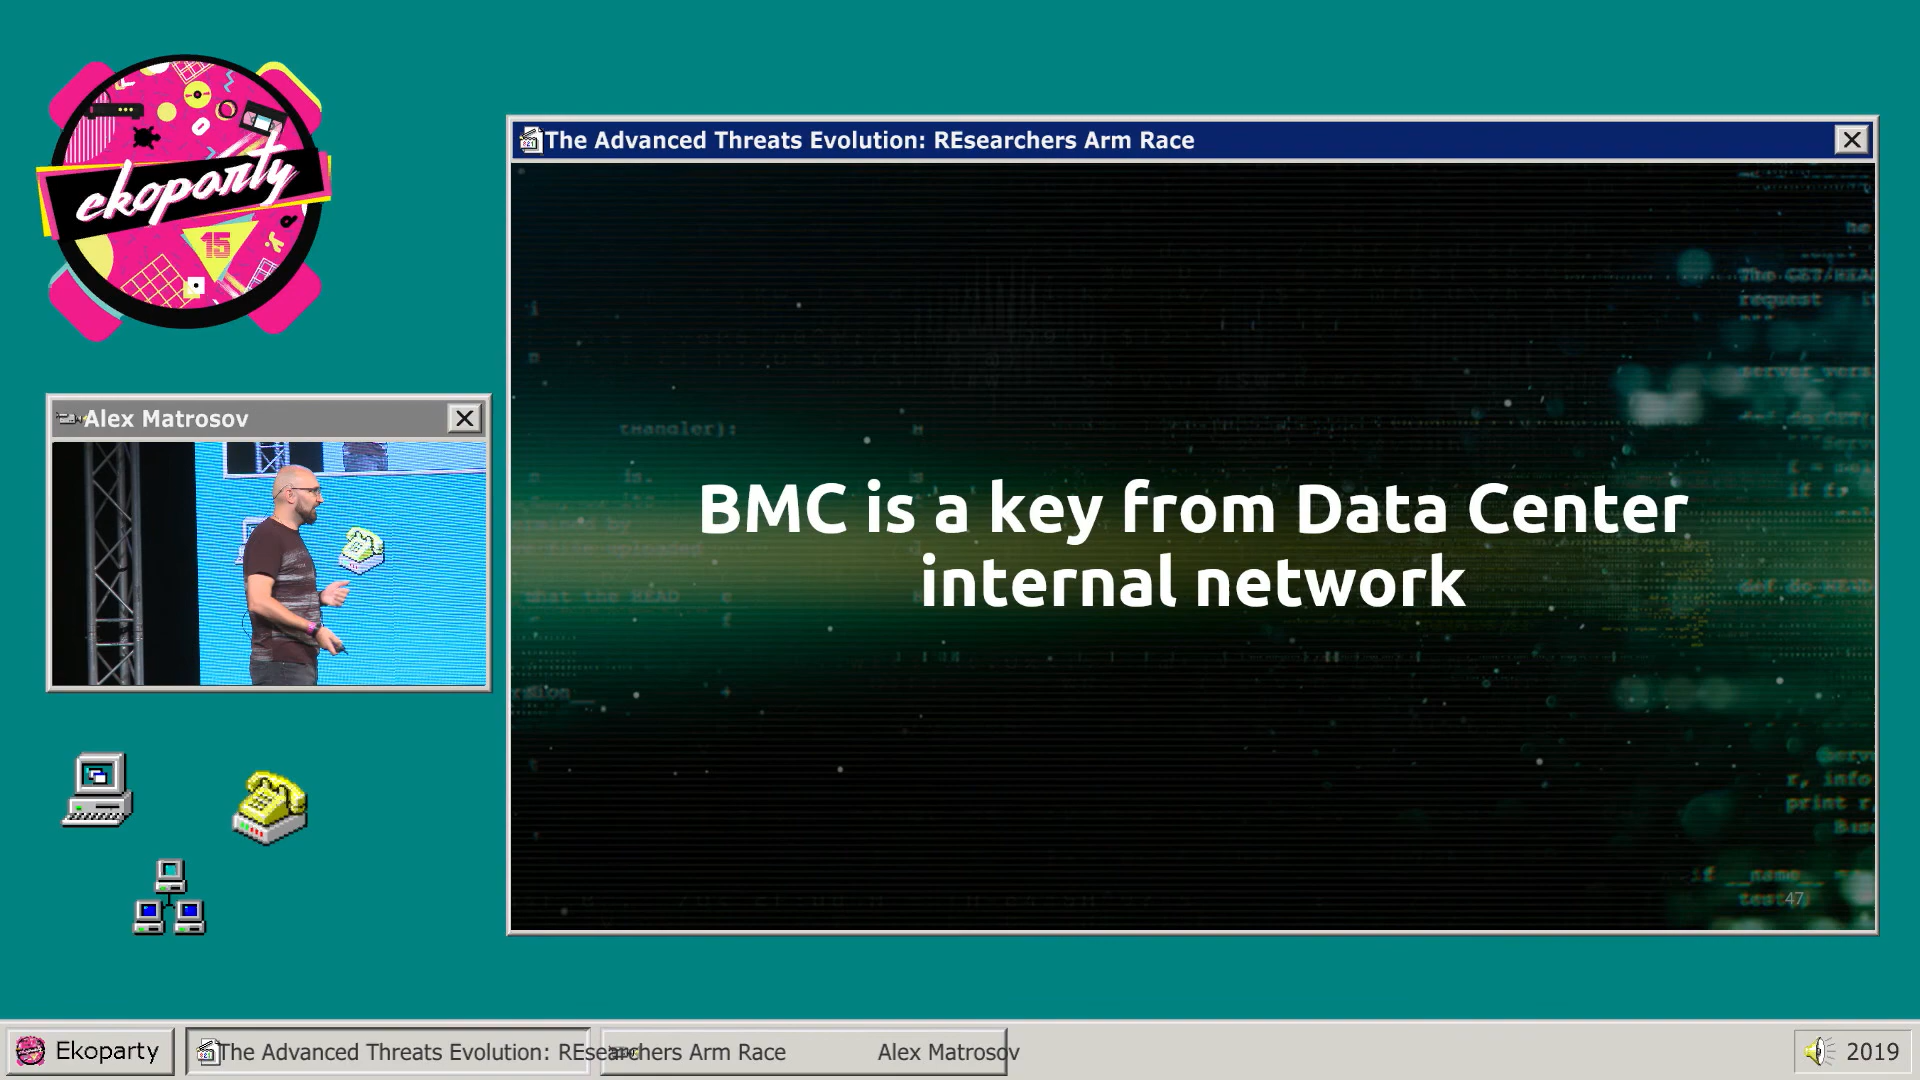 ekoparty
15
The Advanced Threats Evolution: REsearchers Arm Race
Alex Matrosov
BMC is a key from Data Center
internal network
47
Ekoparty
The Advanced Threats Evolution: REsearchers Arm Race
Alex Matrosov
2019